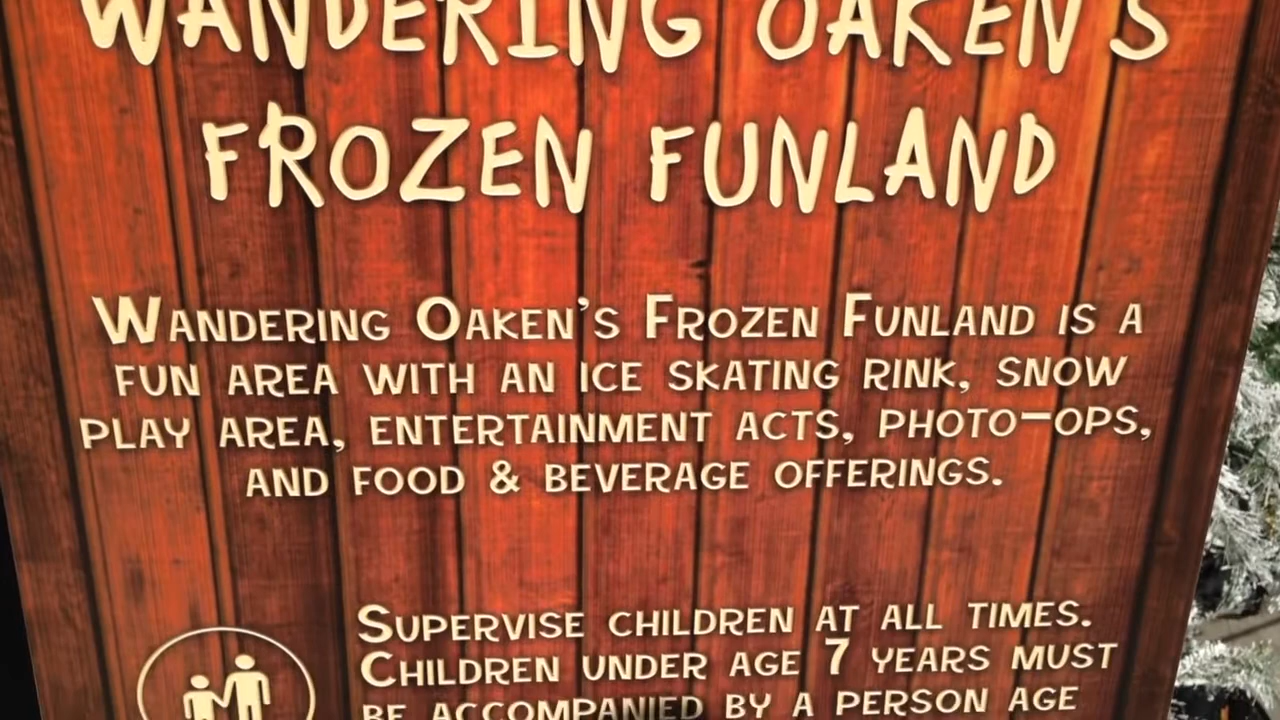 WANDERING OAKEN'S
FROZEN FUNLAND
WANDERING OAKEN'S FROZEN FUNLAND IS A
FUN AREA WITH AN ICE SKATING RINK, SNOW
PLAY AREA, ENTERTAINMENT ACTS, PHOTO-OPS,
AND FOOD & BEVERAGE OFFERINGS.
SUPERVISE CHILDREN AT ALL TIMES.
CHILDREN UNDER AGE 7 YEARS MUST
BE ACCOMPANIED BY A PERSON AGE